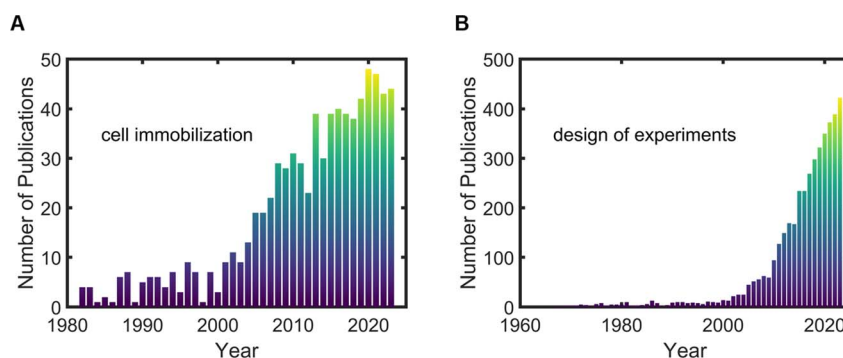 A
B
Number of Publications
50
40
30
20
10
0
cell immobilization
1980
1990
2000
2010
2020
Year
Number of Publications
500
400
300
200
100
0
design of experiments
1960
1980
2000
2020
Year